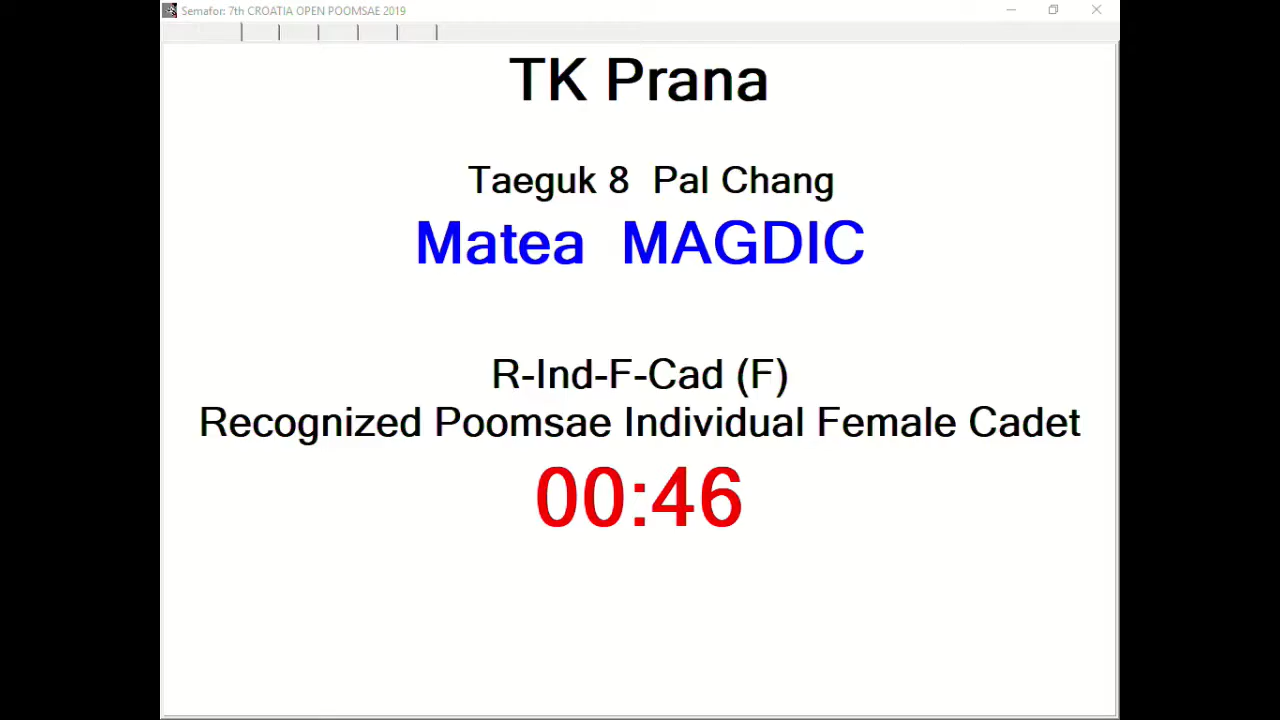 Semafor: 7th CROATIA OPEN POOMSAE 2019
TK Prana
Taeguk 8  Pal Chang
Matea  MAGDIC
R-Ind-F-Cad (F)
Recognized Poomsae Individual Female Cadet
00:46